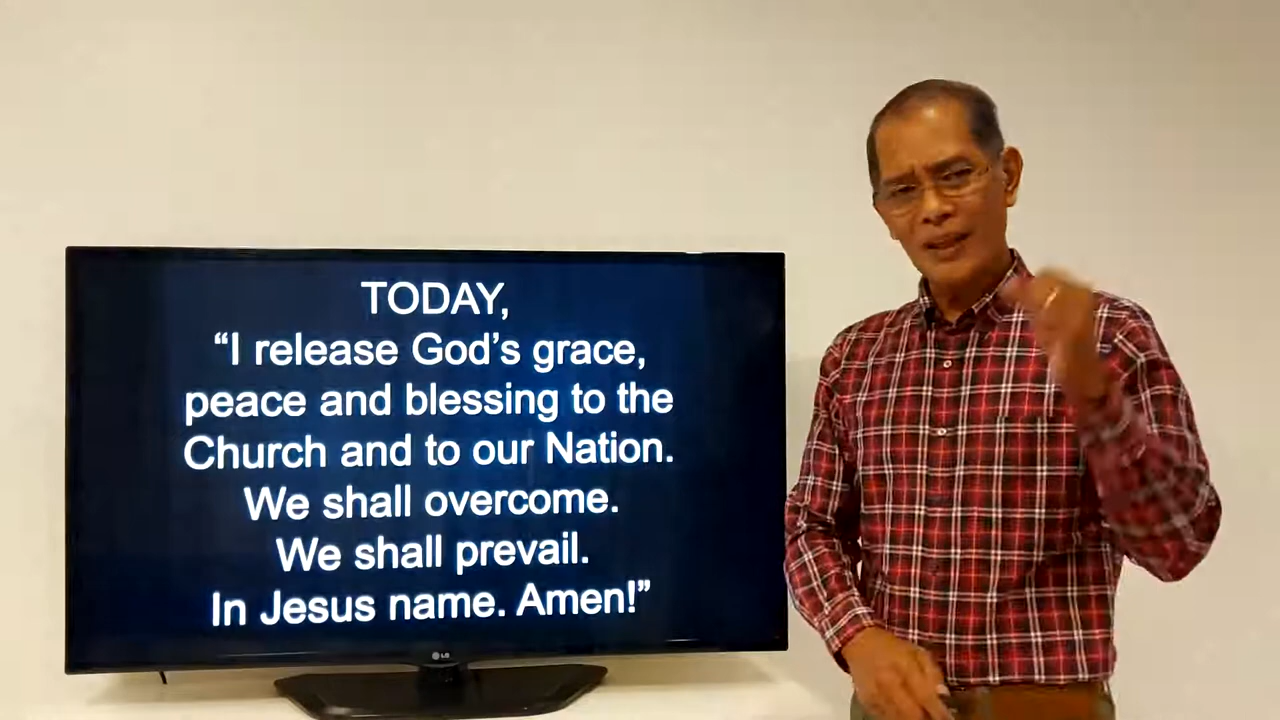 TODAY,
“I release God’s grace,
peace and blessing to the
Church and to our Nation.
We shall overcome.
We shall prevail.
In Jesus name. Amen!”
LG